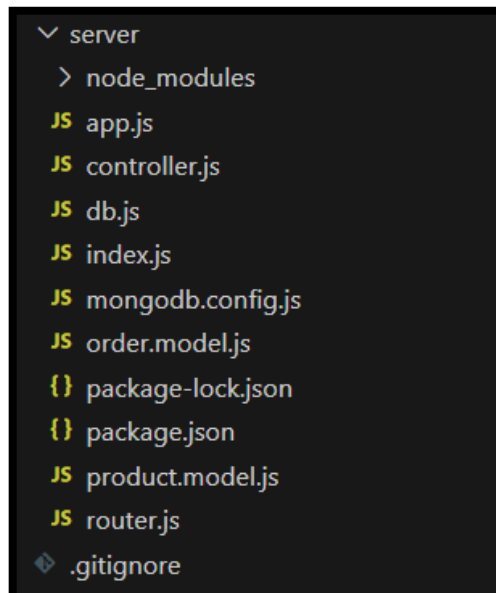 server
node_modules
JS app.js
JS controller.js
JS db.js
JS index.js
JS mongodb.config.js
JS order.model.js
{} package-lock.json
{} package.json
JS product.model.js
JS router.js
.gitignore